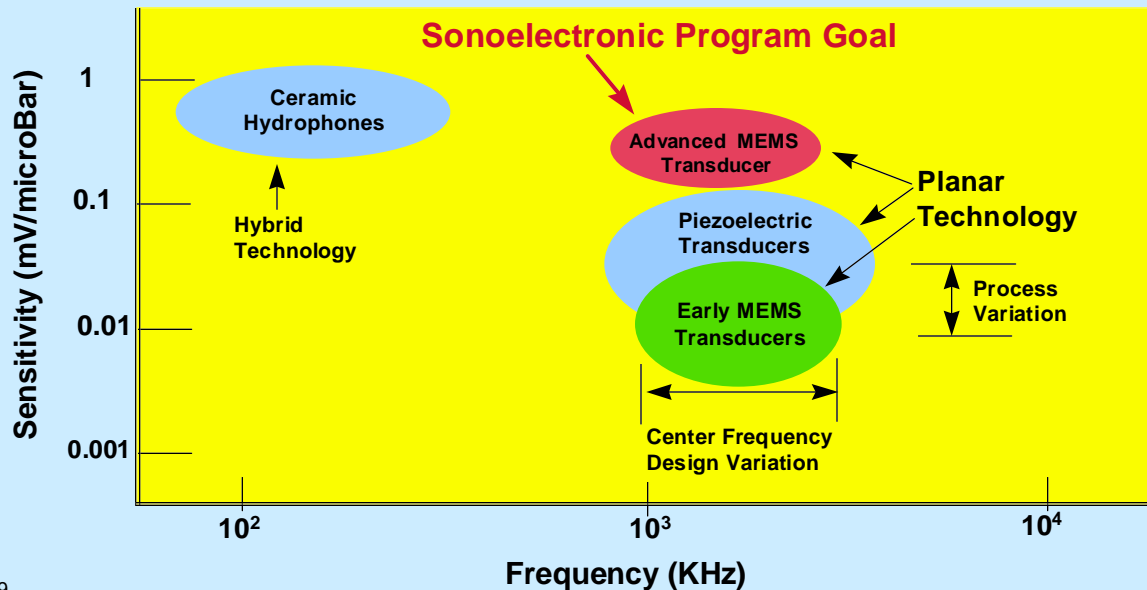 Sonoelectronic Program Goal
Sensitivity (mV/microBar)
1
0.1
0.01
0.001
Ceramic
Hydrophones
Hybrid
Technology
Advanced MEMS
Transducer
Piezoelectric
Transducers
Early MEMS
Transducers
Planar
Technology
Process
Variation
Center Frequency
Design Variation
10²
10³
10⁴
Frequency (KHz)
9